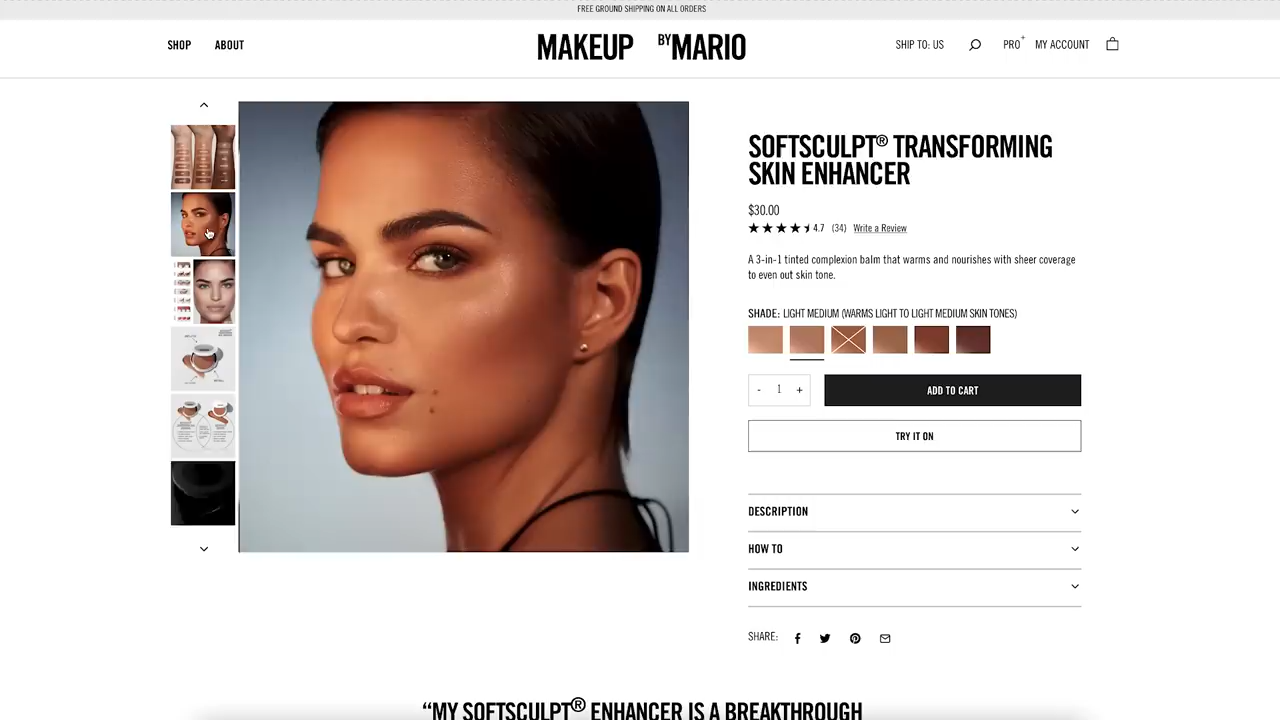 FREE GROUND SHIPPING ON ALL ORDERS
SHOP ABOUT MAKEUP BY MARIO SHIP TO: US PRO+ MY ACCOUNT
SOFTSCULPT® TRANSFORMING
SKIN ENHANCER
$30.00
4.7 (34) Write a Review
A 3-in-1 tinted complexion balm that warms and nourishes with sheer coverage
to even out skin tone.
SHADE: LIGHT MEDIUM (WARMS LIGHT TO LIGHT MEDIUM SKIN TONES)
- 1 + ADD TO CART
TRY IT ON
DESCRIPTION
HOW TO
INGREDIENTS
SHARE:
“MY SOFTSCULPT® ENHANCER IS A BREAKTHROUGH